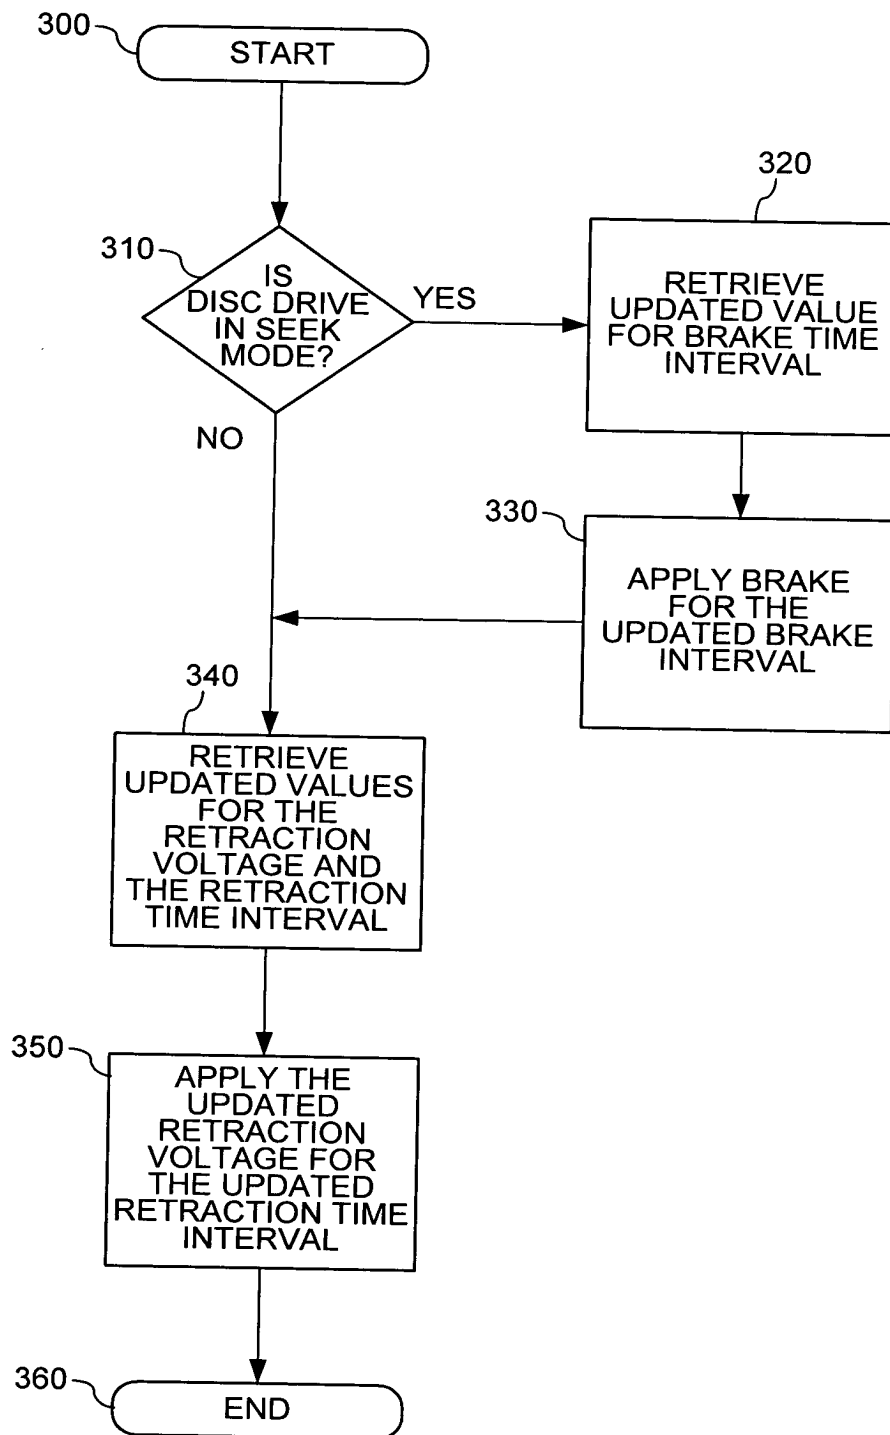 300
START
320
310
IS
DISC DRIVE
IN SEEK
MODE?
YES
RETRIEVE
UPDATED VALUE
FOR BRAKE TIME
INTERVAL
NO
330
APPLY BRAKE
FOR THE
UPDATED BRAKE
INTERVAL
340
RETRIEVE
UPDATED VALUES
FOR THE
RETRACTION
VOLTAGE AND
THE RETRACTION
TIME INTERVAL
350
APPLY THE
UPDATED
RETRACTION
VOLTAGE FOR
THE UPDATED
RETRACTION TIME
INTERVAL
360
END